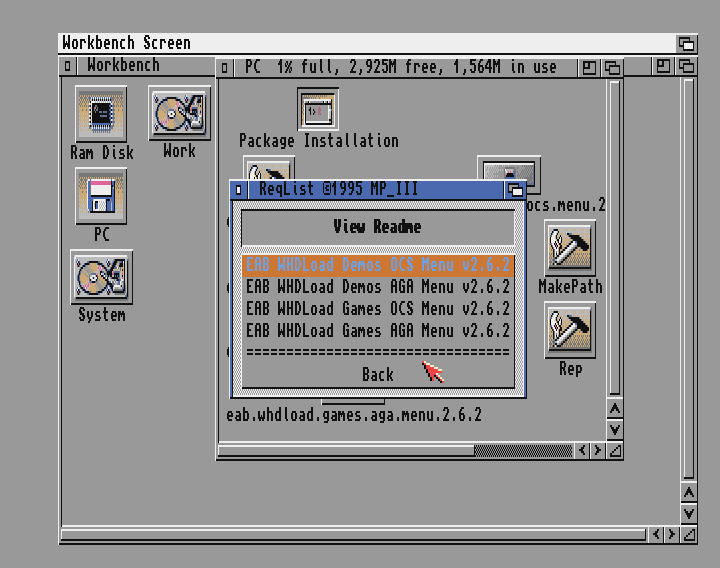 Workbench Screen
Workbench
PC 1% full, 2,925M free, 1,564M in use
Package Installation
Ram Disk
Work
PC
System
ocs.menu.2
MakePath
Rep
ReqList ©1995 MP_III
View Readme
EAB WHDLoad Demos OCS Menu v2.6.2
EAB WHDLoad Demos AGA Menu v2.6.2
EAB WHDLoad Games OCS Menu v2.6.2
EAB WHDLoad Games AGA Menu v2.6.2
=================================
Back
eab.whdload.games.aga.menu.2.6.2